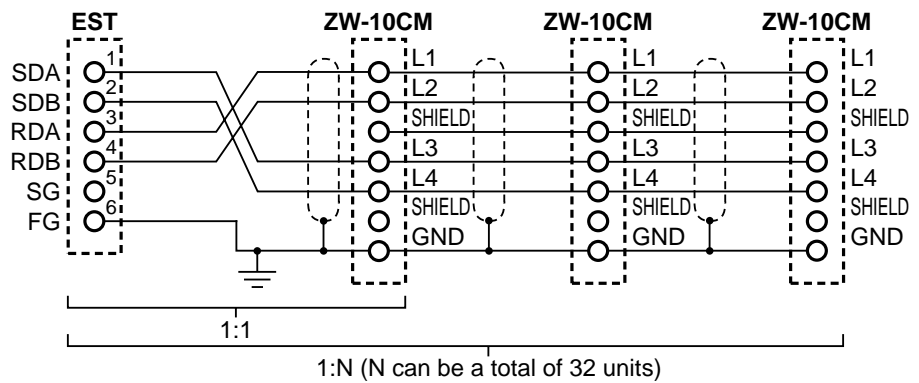 EST ZW-10CM ZW-10CM ZW-10CM
SDA 1 L1 L1 L1
SDB 2 L2 L2 L2
RDA 3 SHIELD SHIELD SHIELD
RDB 4 L3 L3 L3
SG 5 L4 L4 L4
FG 6 SHIELD SHIELD SHIELD
GND GND GND
1:1
1:N (N can be a total of 32 units)